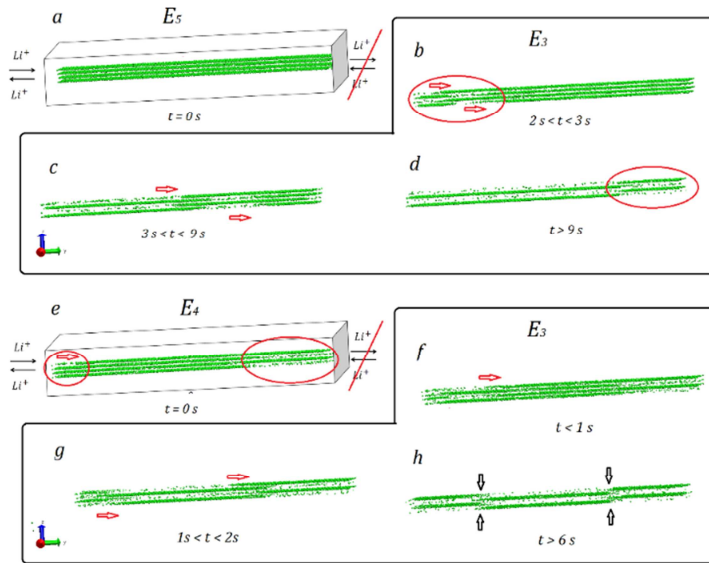 a
E₅
Li⁺
Li⁺
Li⁺
Li⁺
t = 0 s
b
E₃
2 s < t < 3 s
c
3 s < t < 9 s
d
t > 9 s
e
E₄
Li⁺
Li⁺
Li⁺
Li⁺
t = 0 s
f
E₃
t < 1 s
g
1s < t < 2s
h
t > 6 s